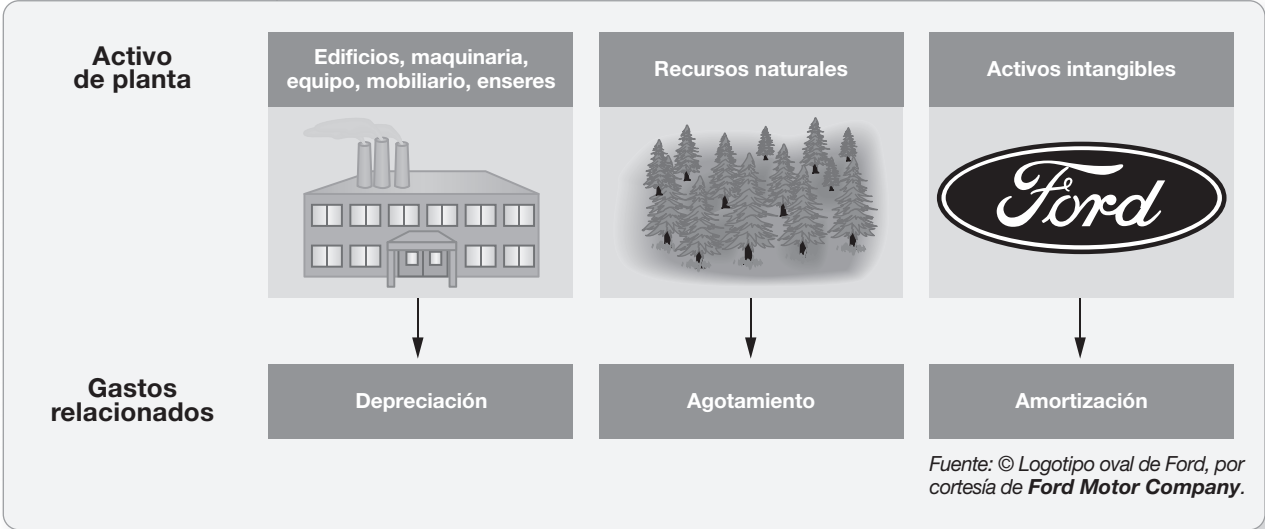 Activo
de planta
Edificios, maquinaria,
equipo, mobiliario, enseres
Recursos naturales
Activos intangibles
Ford
Gastos
relacionados
Depreciación
Agotamiento
Amortización
Fuente: © Logotipo oval de Ford, por
cortesía de Ford Motor Company.